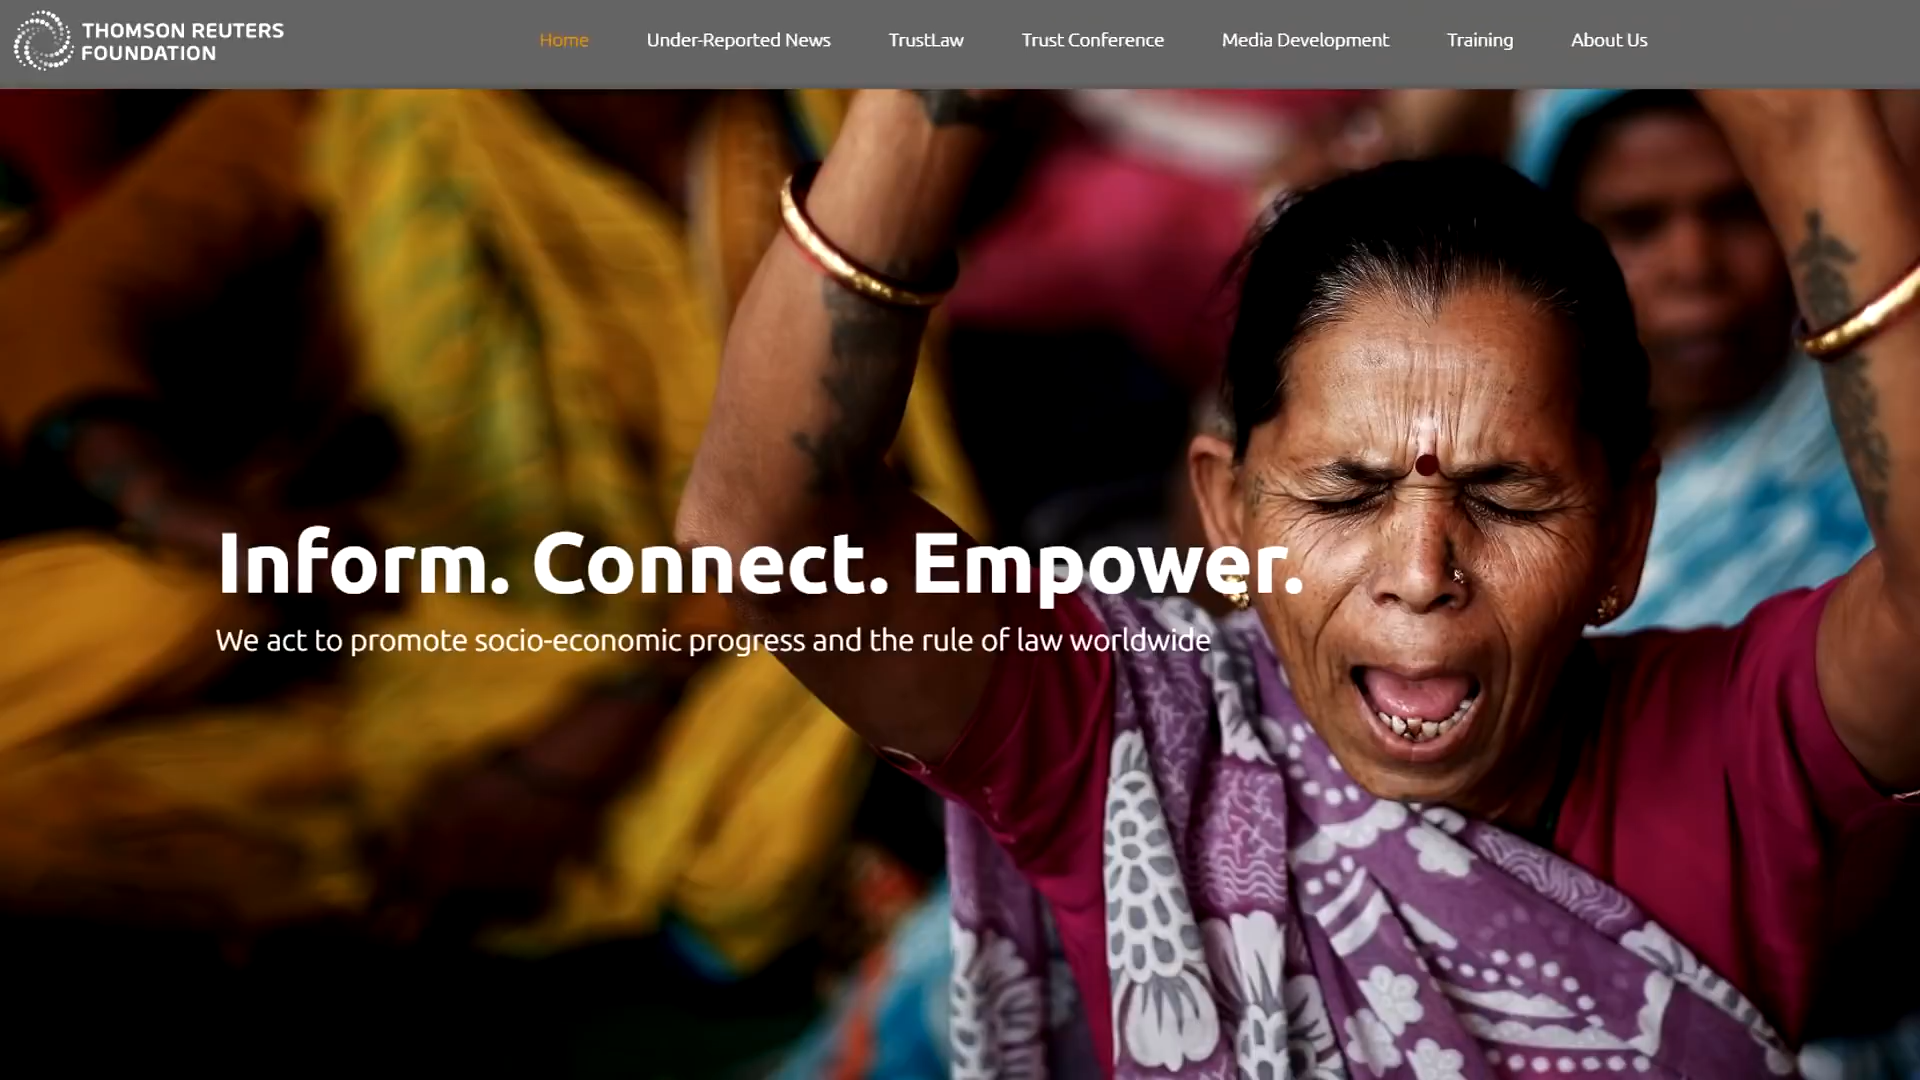 THOMSON REUTERS
FOUNDATION
Home
Under-Reported News
TrustLaw
Trust Conference
Media Development
Training
About Us
Inform. Connect. Empower.
We act to promote socio-economic progress and the rule of law worldwide